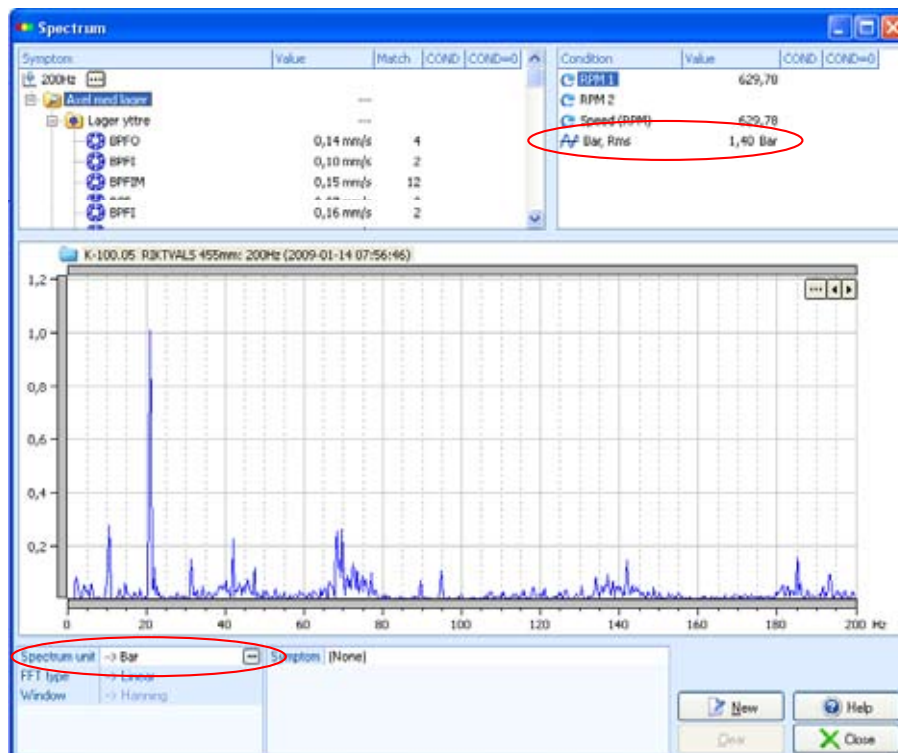 Spectrum
Symptom Value Match COND COND=0
200Hz
Axel med lager ---
Lager yttre ---
BPFO 0,14 mm/s 4
BPFI 0,10 mm/s 2
BPFIM 0,15 mm/s 12
BPFI 0,16 mm/s 2
Condition Value COND COND=0
RPM 1 629,78
RPM 2
Speed (RPM) 629,78
Bar, Rms 1,40 Bar
K-100.05 RIKTVALS 455mm: 200Hz (2009-01-14 07:56:46)
1,2
1,0
0,8
0,6
0,4
0,2
0 20 40 60 80 100 120 140 160 180 200 Hz
Spectrum unit -> Bar
FFT type -> Linear
Window -> Hanning
Symptom (None)
New Help
Clear Close